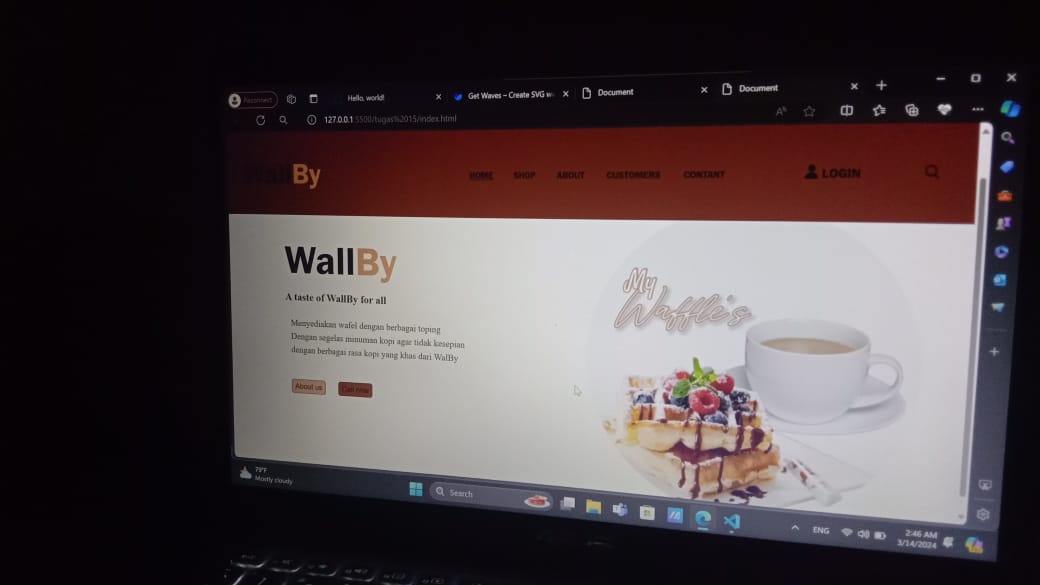 Reconnect
Hello, world!
Get Waves – Create SVG w
Document
Document
127.0.0.1:5500/tugas%2015/index.html
WallBy
HOME
SHOP
ABOUT
CUSTOMERS
CONTANT
LOGIN
WallBy
A taste of WallBy for all
Menyediakan wafel dengan berbagai toping
Dengan segelas minuman kopi agar tidak kesepian
dengan berbagai rasa kopi yang khas dari WalBy
About us
Call now
My
Waffle's
79°F
Mostly cloudy
Search
ENG
2:46 AM
3/14/2024